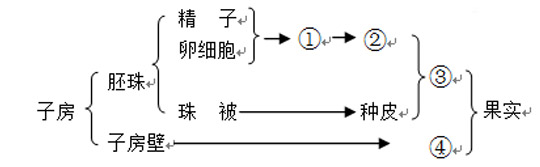 精 子
卵细胞
①
②
胚珠
③
子房
珠 被
种皮
果实
子房壁
④